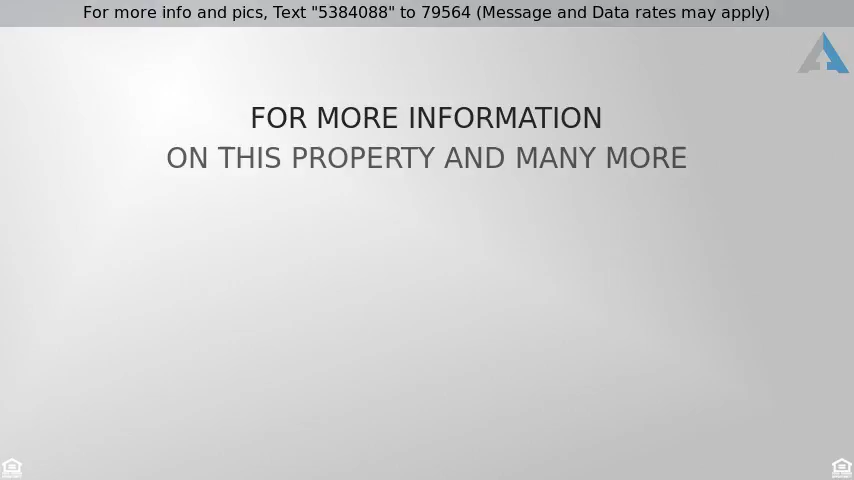 For more info and pics, Text "5384088" to 79564 (Message and Data rates may apply)
FOR MORE INFORMATION
ON THIS PROPERTY AND MANY MORE